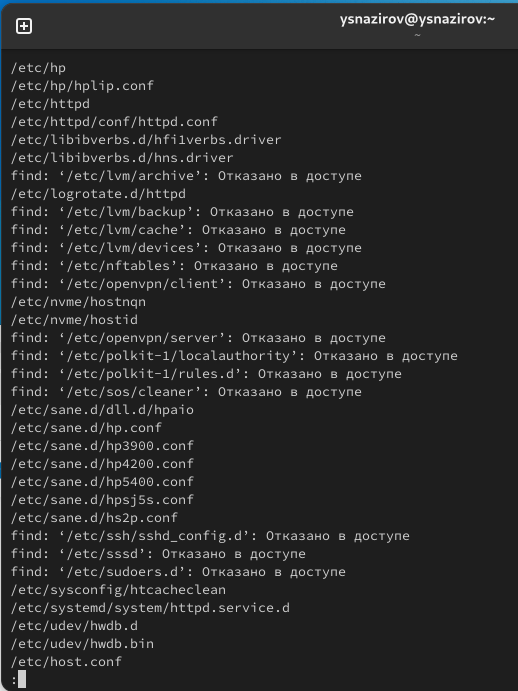 ysnazirov@ysnazirov:~
~
/etc/hp
/etc/hp/hplip.conf
/etc/httpd
/etc/httpd/conf/httpd.conf
/etc/libibverbs.d/hfi1verbs.driver
/etc/libibverbs.d/hns.driver
find: ‘/etc/lvm/archive’: Отказано в доступе
/etc/logrotate.d/httpd
find: ‘/etc/lvm/backup’: Отказано в доступе
find: ‘/etc/lvm/cache’: Отказано в доступе
find: ‘/etc/lvm/devices’: Отказано в доступе
find: ‘/etc/nftables’: Отказано в доступе
find: ‘/etc/openvpn/client’: Отказано в доступе
/etc/nvme/hostnqn
/etc/nvme/hostid
find: ‘/etc/openvpn/server’: Отказано в доступе
find: ‘/etc/polkit-1/localauthority’: Отказано в доступе
find: ‘/etc/polkit-1/rules.d’: Отказано в доступе
find: ‘/etc/sos/cleaner’: Отказано в доступе
/etc/sane.d/dll.d/hpaio
/etc/sane.d/hp.conf
/etc/sane.d/hp3900.conf
/etc/sane.d/hp4200.conf
/etc/sane.d/hp5400.conf
/etc/sane.d/hpsj5s.conf
/etc/sane.d/hs2p.conf
find: ‘/etc/ssh/sshd_config.d’: Отказано в доступе
find: ‘/etc/sssd’: Отказано в доступе
find: ‘/etc/sudoers.d’: Отказано в доступе
/etc/sysconfig/htcacheclean
/etc/systemd/system/httpd.service.d
/etc/udev/hwdb.d
/etc/udev/hwdb.bin
/etc/host.conf
: